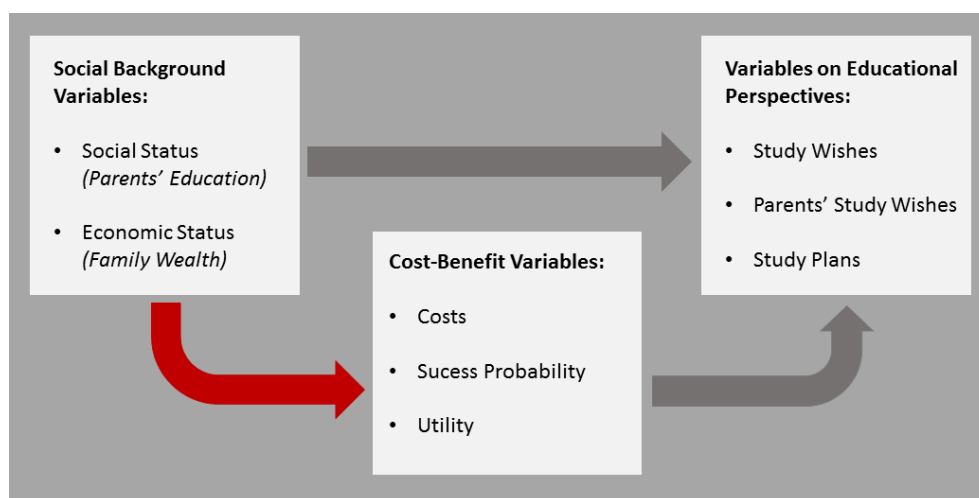 Social Background
Variables:
• Social Status
(Parents' Education)
• Economic Status
(Family Wealth)
Cost-Benefit Variables:
• Costs
• Sucess Probability
• Utility
Variables on Educational
Perspectives:
• Study Wishes
• Parents' Study Wishes
• Study Plans